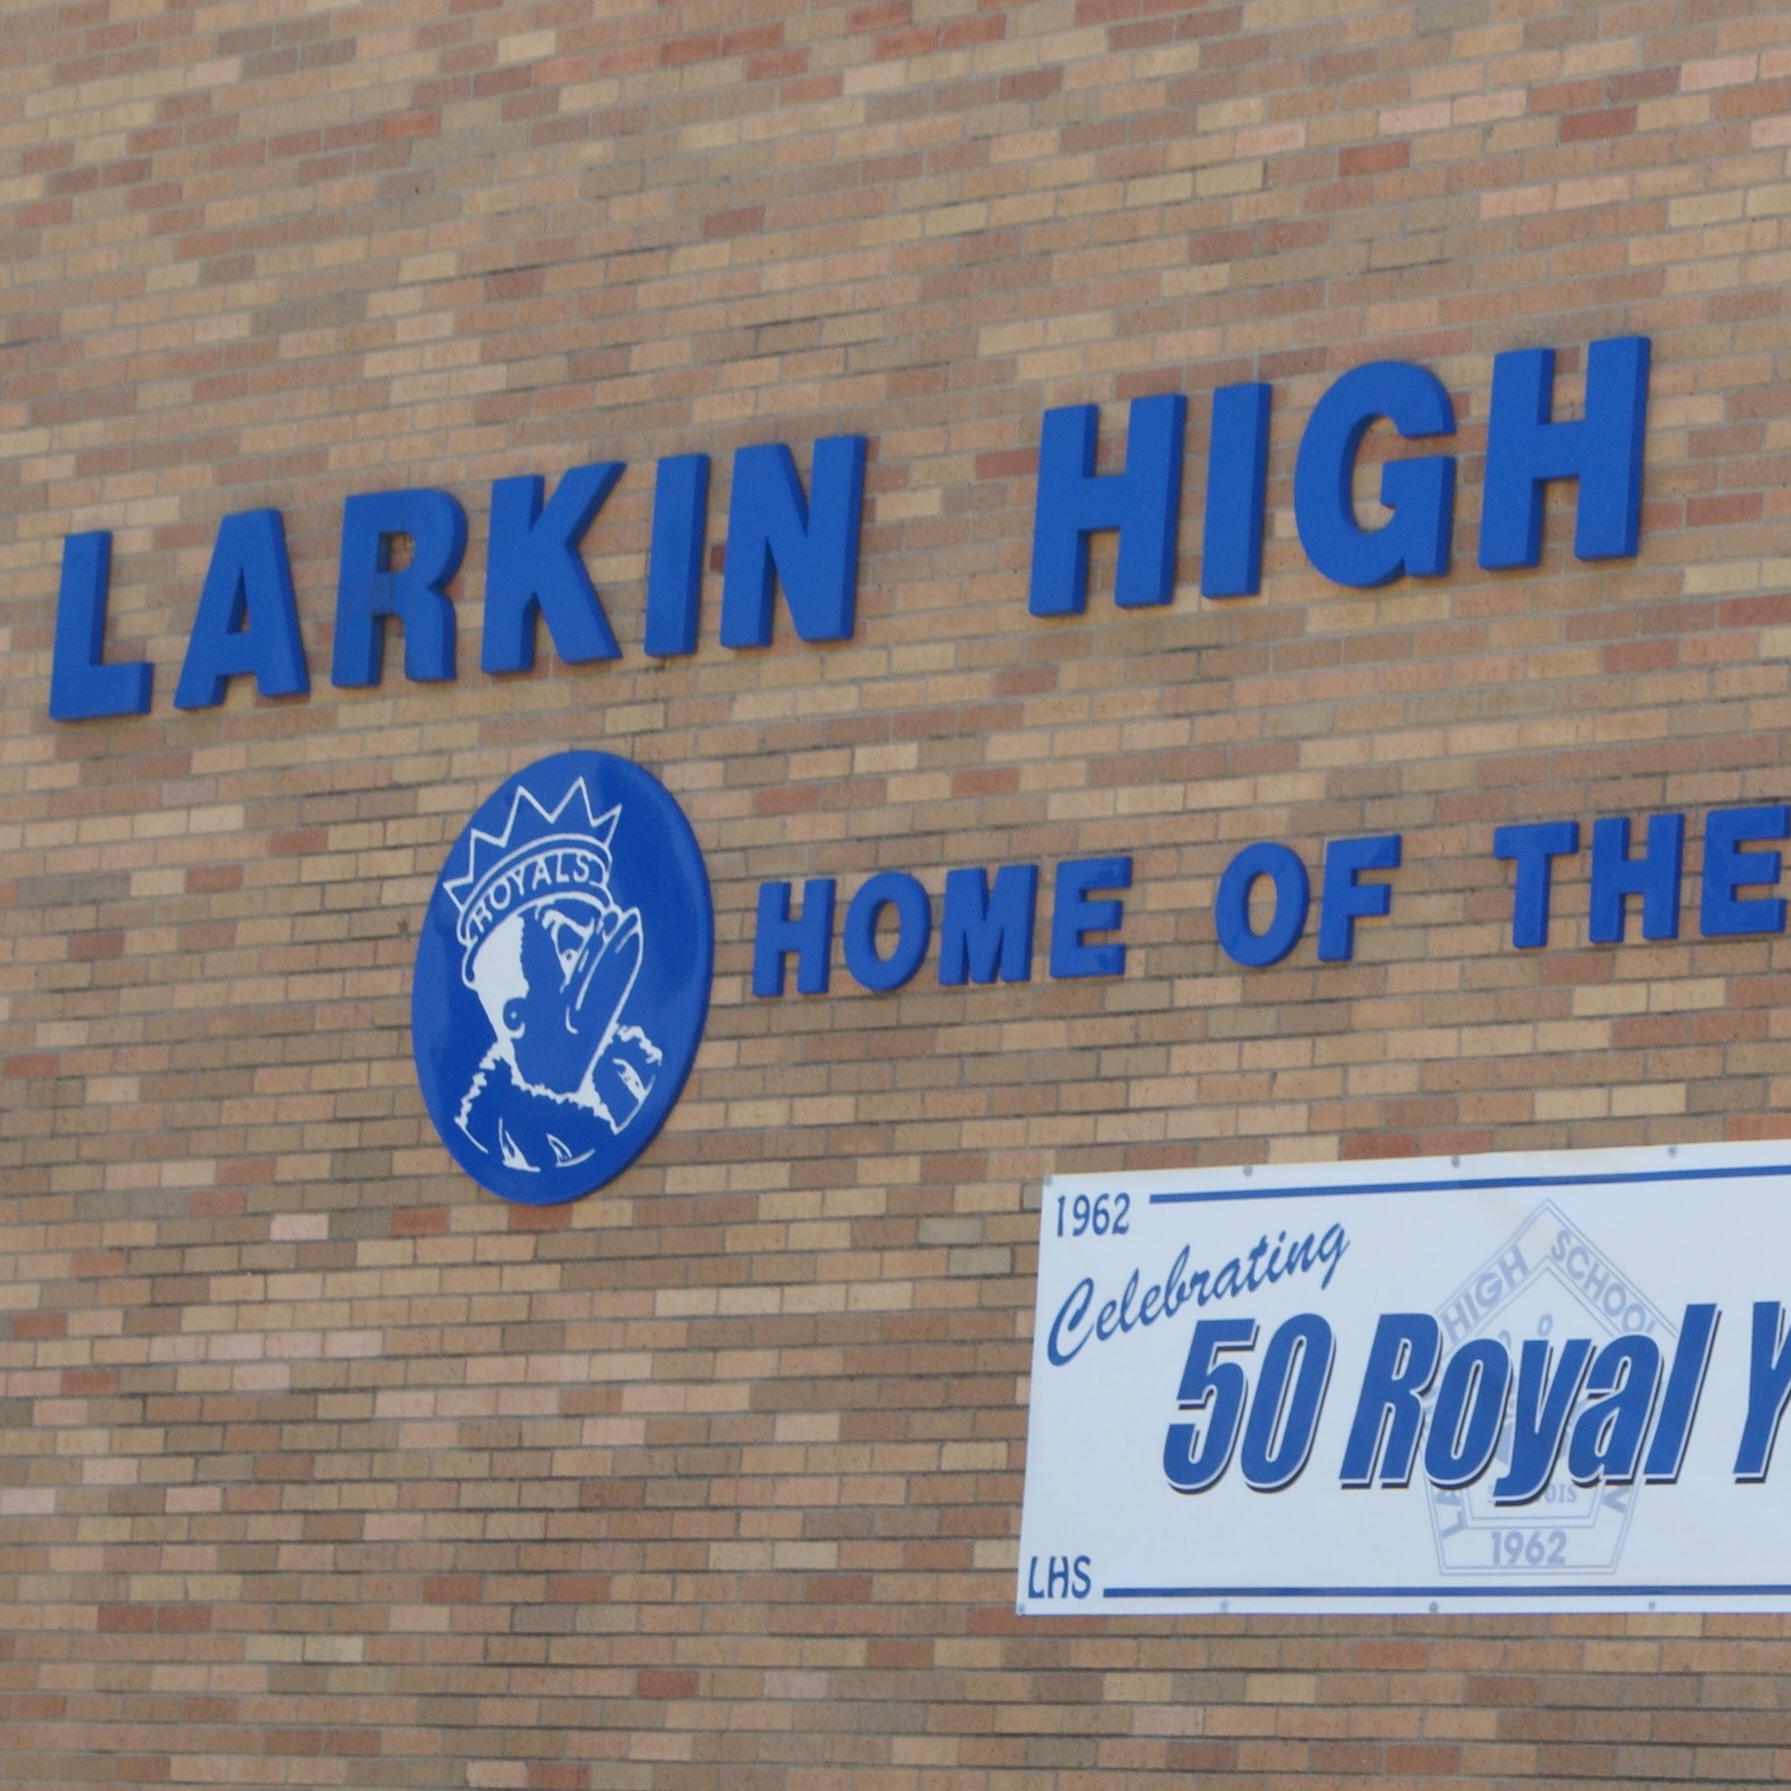 LARKIN HIGH
ROYALS
HOME OF THE
1962
Celebrating
50 Royal Y
HIGH SCHOOL
1962
LHS